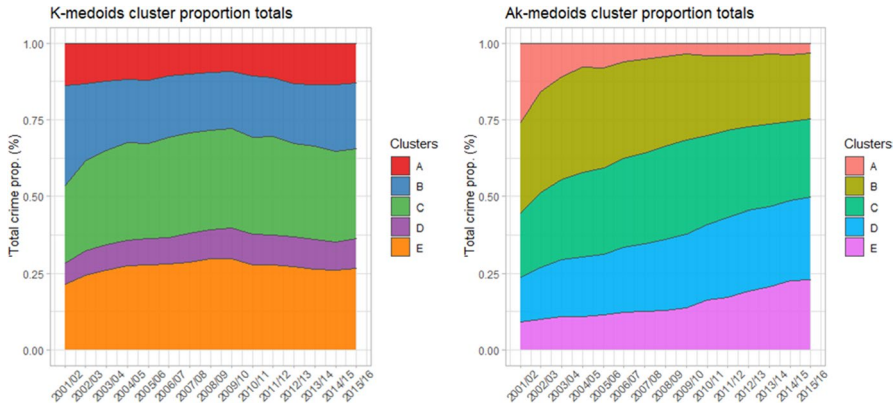 K-medoids cluster proportion totals
1.00
0.75
0.50
0.25
0.00
"Total crime prop. (%)
2001/02
2002/03
2003/04
2004/05
2005/06
2006/07
2007/08
2008/09
2009/10
2010/11
2011/12
2012/13
2013/14
2014/15
2015/16
Clusters
A
B
C
D
E
Ak-medoids cluster proportion totals
1.00
0.75
0.50
0.25
0.00
"Total crime prop. (%)
2001/02
2002/03
2003/04
2004/05
2005/06
2006/07
2007/08
2008/09
2009/10
2010/11
2011/12
2012/13
2013/14
2014/15
2015/16
Clusters
A
B
C
D
E